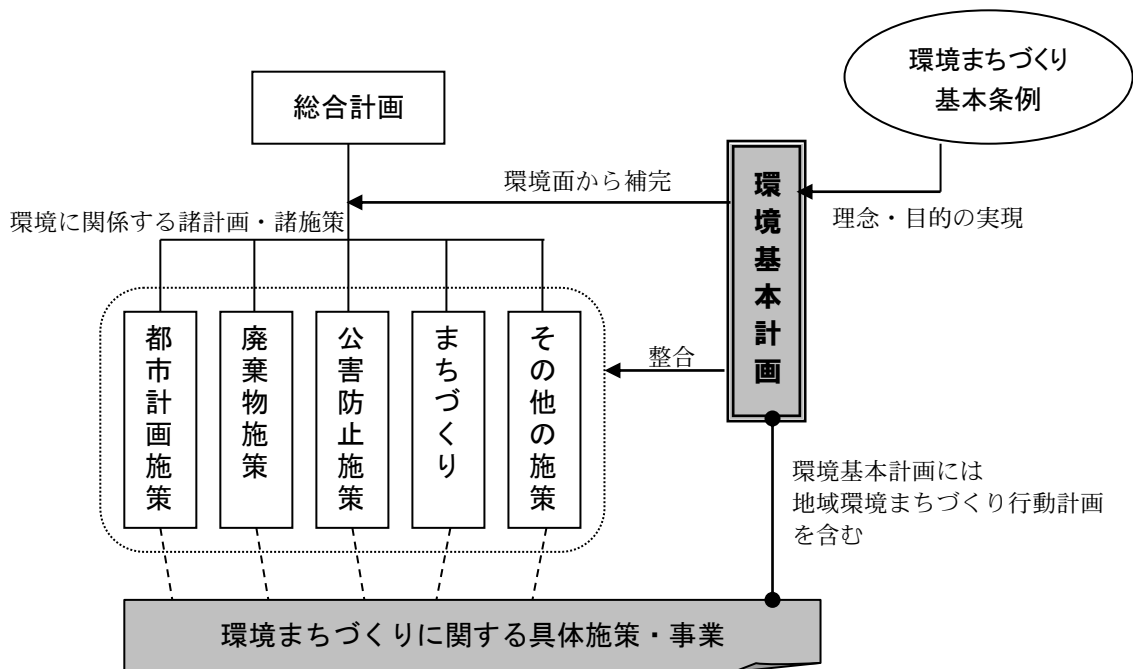 環境まちづくり
基本条例
総合計画
環境基本計画
環境面から補完
理念・目的の実現
環境に関係する諸計画・諸施策
都市計画施策
廃棄物施策
公害防止施策
まちづくり
その他の施策
整合
環境基本計画には
地域環境まちづくり行動計画
を含む
環境まちづくりに関する具体施策・事業